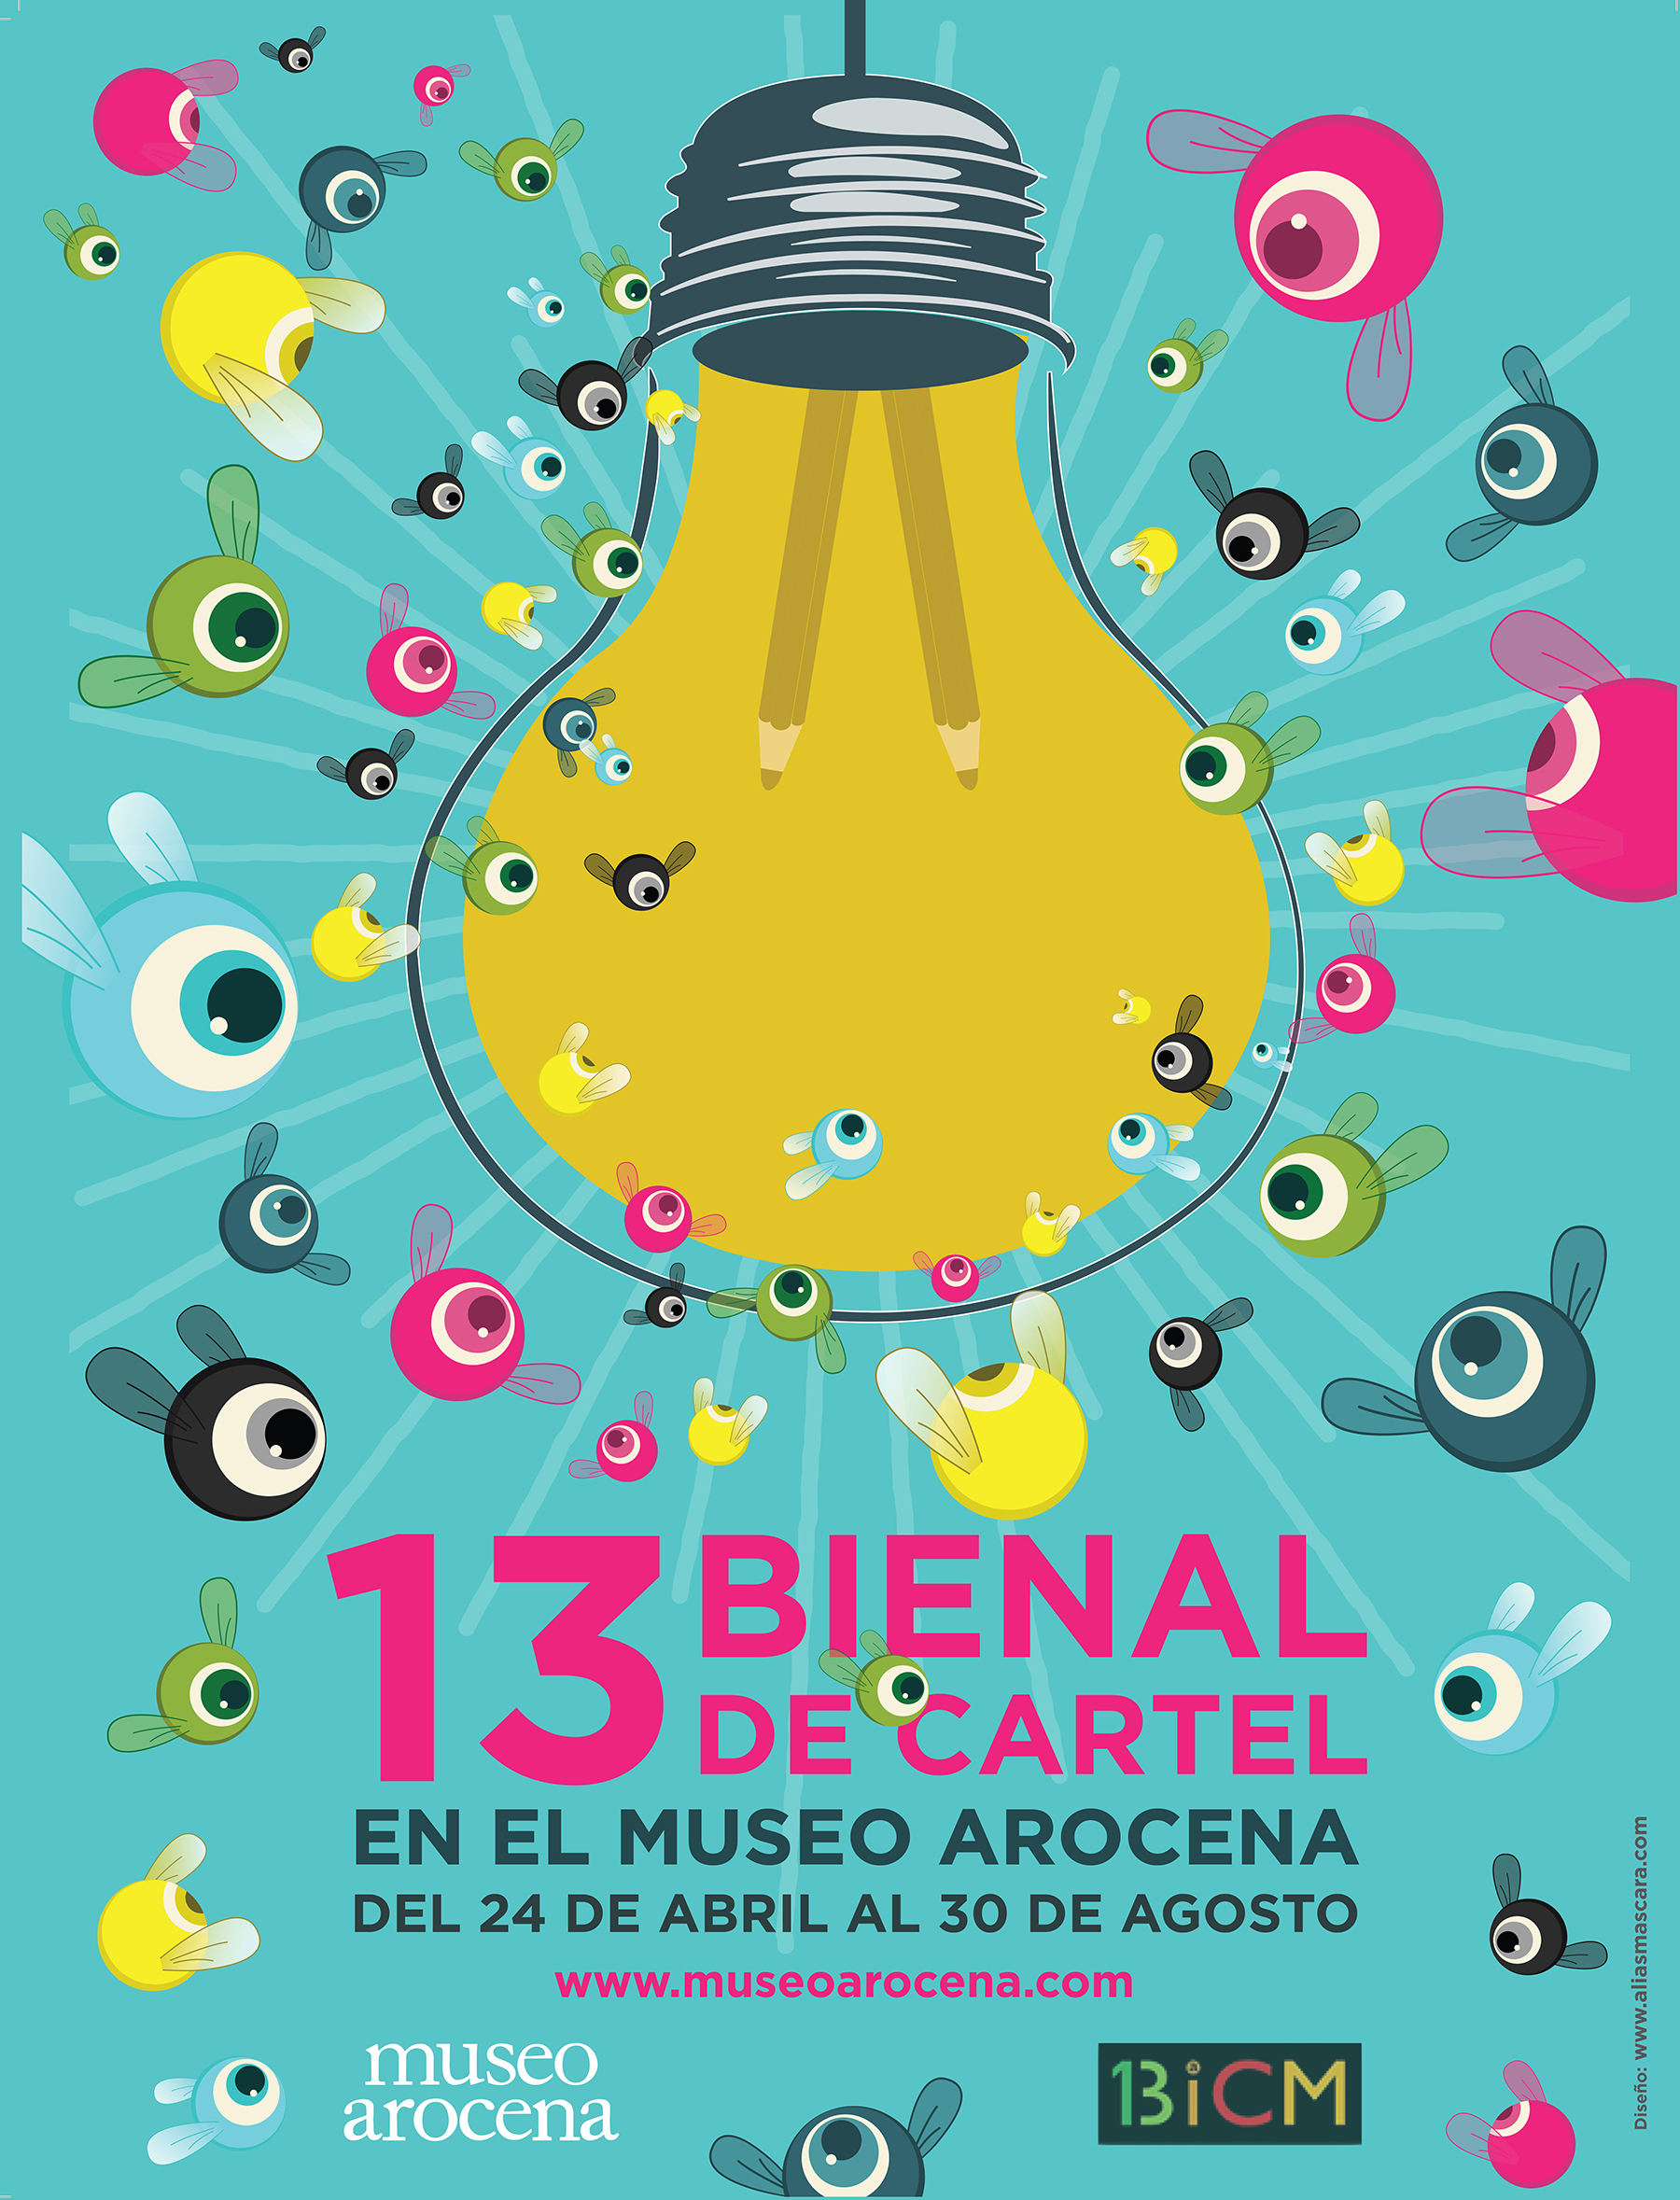 13 BIENAL
DE CARTEL
EN EL MUSEO AROCENA
DEL 24 DE ABRIL AL 30 DE AGOSTO
www.museoarocena.com
museo
arocena
13iCM
Diseño: www.aliasmascara.com